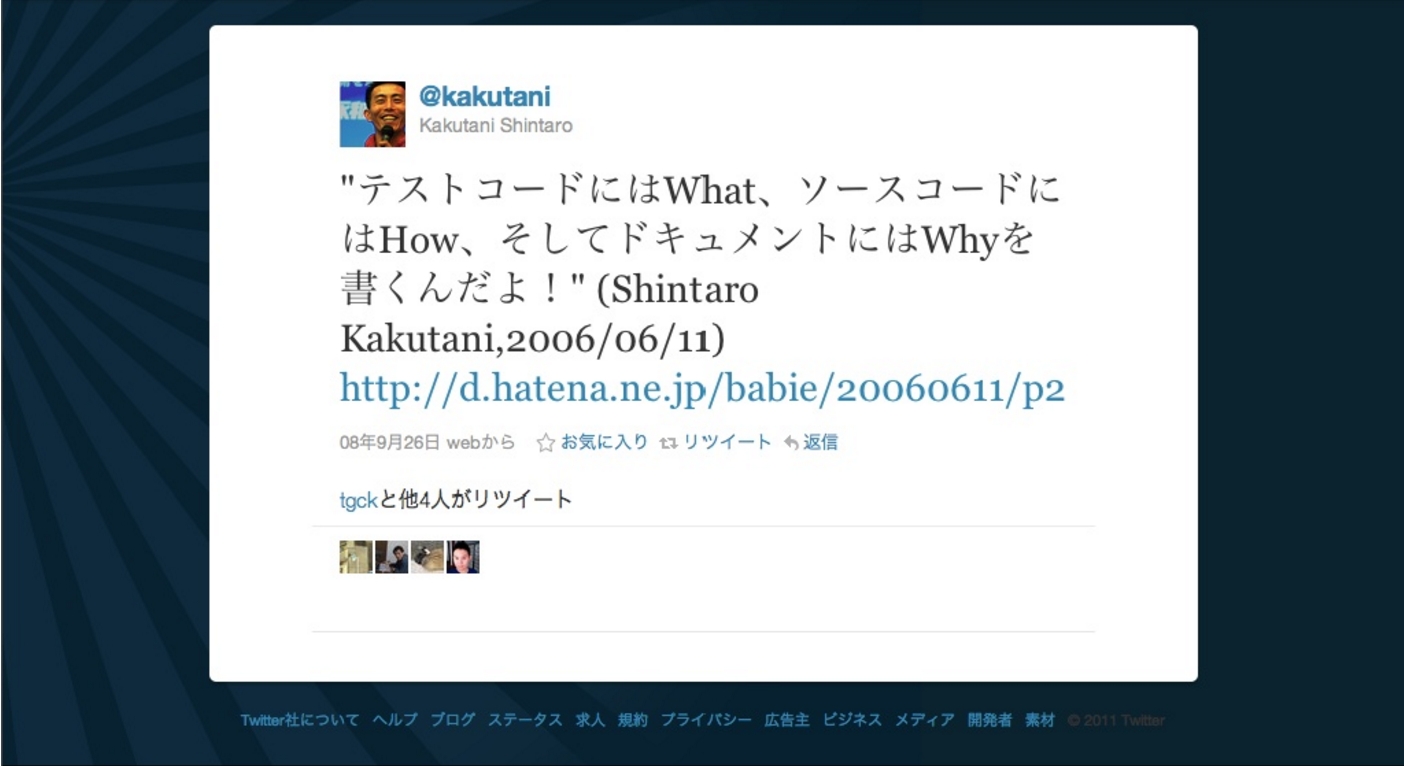 @kakutani
Kakutani Shintaro
"テストコードにはWhat、ソースコードに
はHow、そしてドキュメントにはWhyを
書くんだよ！" (Shintaro
Kakutani,2006/06/11)
http://d.hatena.ne.jp/babie/20060611/p2
08年9月26日 webから お気に入り リツイート 返信
tgckと他4人がリツイート
Twitter社について ヘルプ ブログ ステータス 求人 規約 プライバシー 広告主 ビジネス メディア 開発者 素材 © 2011 Twitter